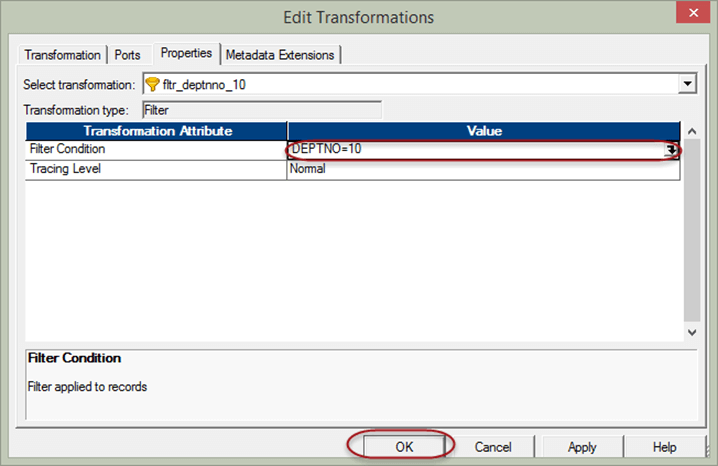 Edit Transformations
Transformation Ports Properties Metadata Extensions
Select transformation: fltr_deptnno_10
Transformation type: Filter
Transformation Attribute Value
Filter Condition DEPTNO=10
Tracing Level Normal
Filter Condition
Filter applied to records
OK Cancel Apply Help